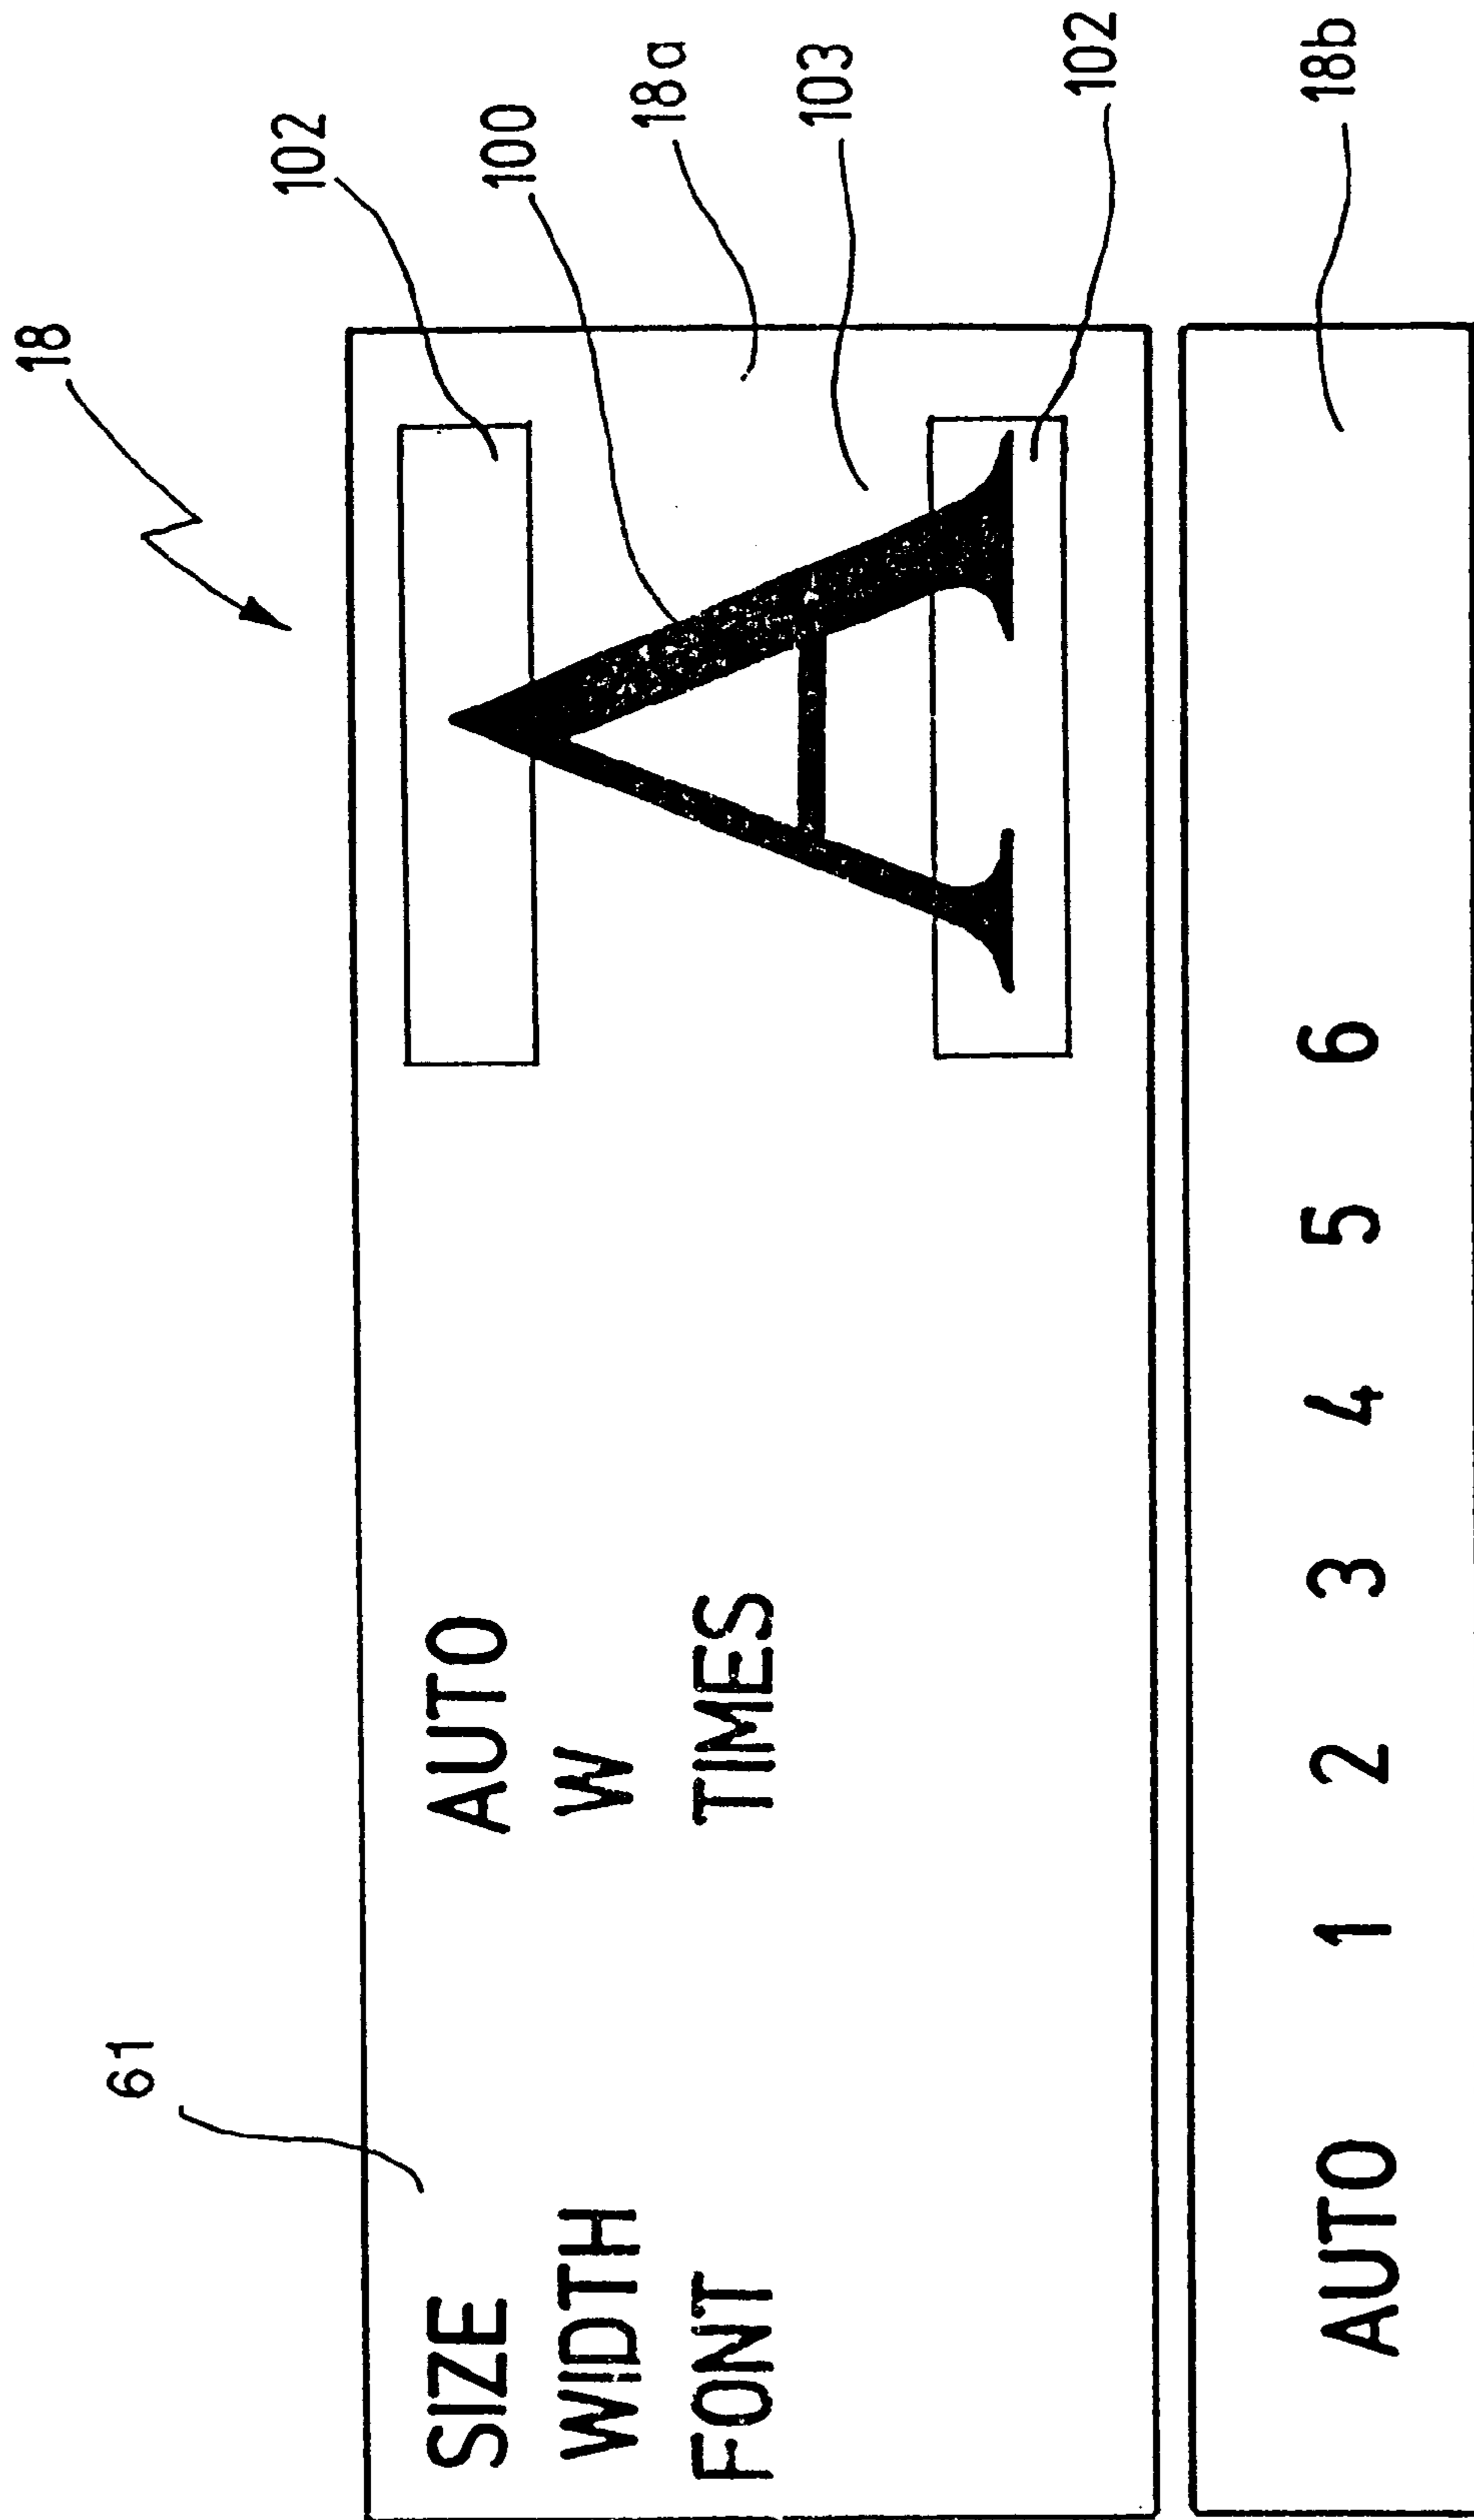 18
61
102
100
18a
103
102
18b
SIZE AUTO
WIDTH W
FONT TIMES
A
AUTO 1 2 3 4 5 6